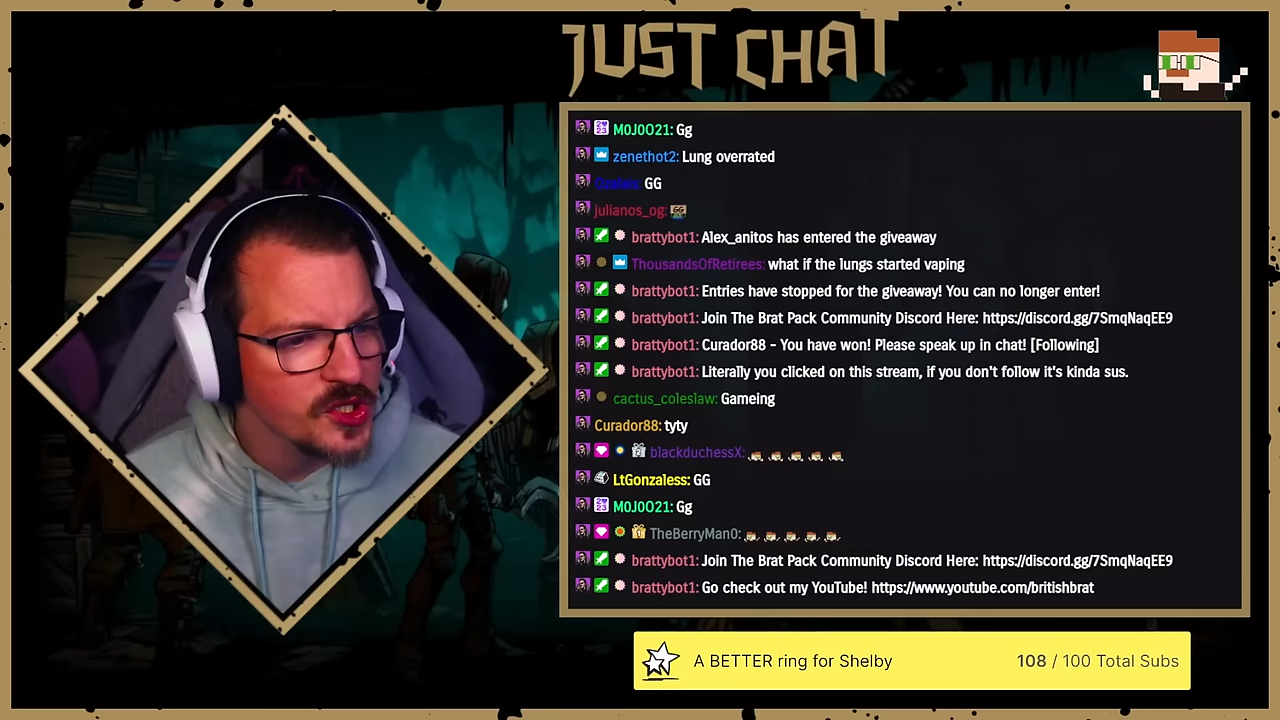 JUST CHAT
M0J0O21: Gg
zenethot2: Lung overrated
Ozalais: GG
julianos_og: GG
brattybot1: Alex_anitos has entered the giveaway
ThousandsOfRetirees: what if the lungs started vaping
brattybot1: Entries have stopped for the giveaway! You can no longer enter!
brattybot1: Join The Brat Pack Community Discord Here: https://discord.gg/7SmqNaqEE9
brattybot1: Curador88 - You have won! Please speak up in chat! [Following]
brattybot1: Literally you clicked on this stream, if you don't follow it's kinda sus.
cactus_coleslaw: Gameing
Curador88: tyty
blackduchessX:
LtGonzaless: GG
M0J0O21: Gg
TheBerryMan0:
brattybot1: Join The Brat Pack Community Discord Here: https://discord.gg/7SmqNaqEE9
brattybot1: Go check out my YouTube! https://www.youtube.com/britishbrat
A BETTER ring for Shelby 108 / 100 Total Subs